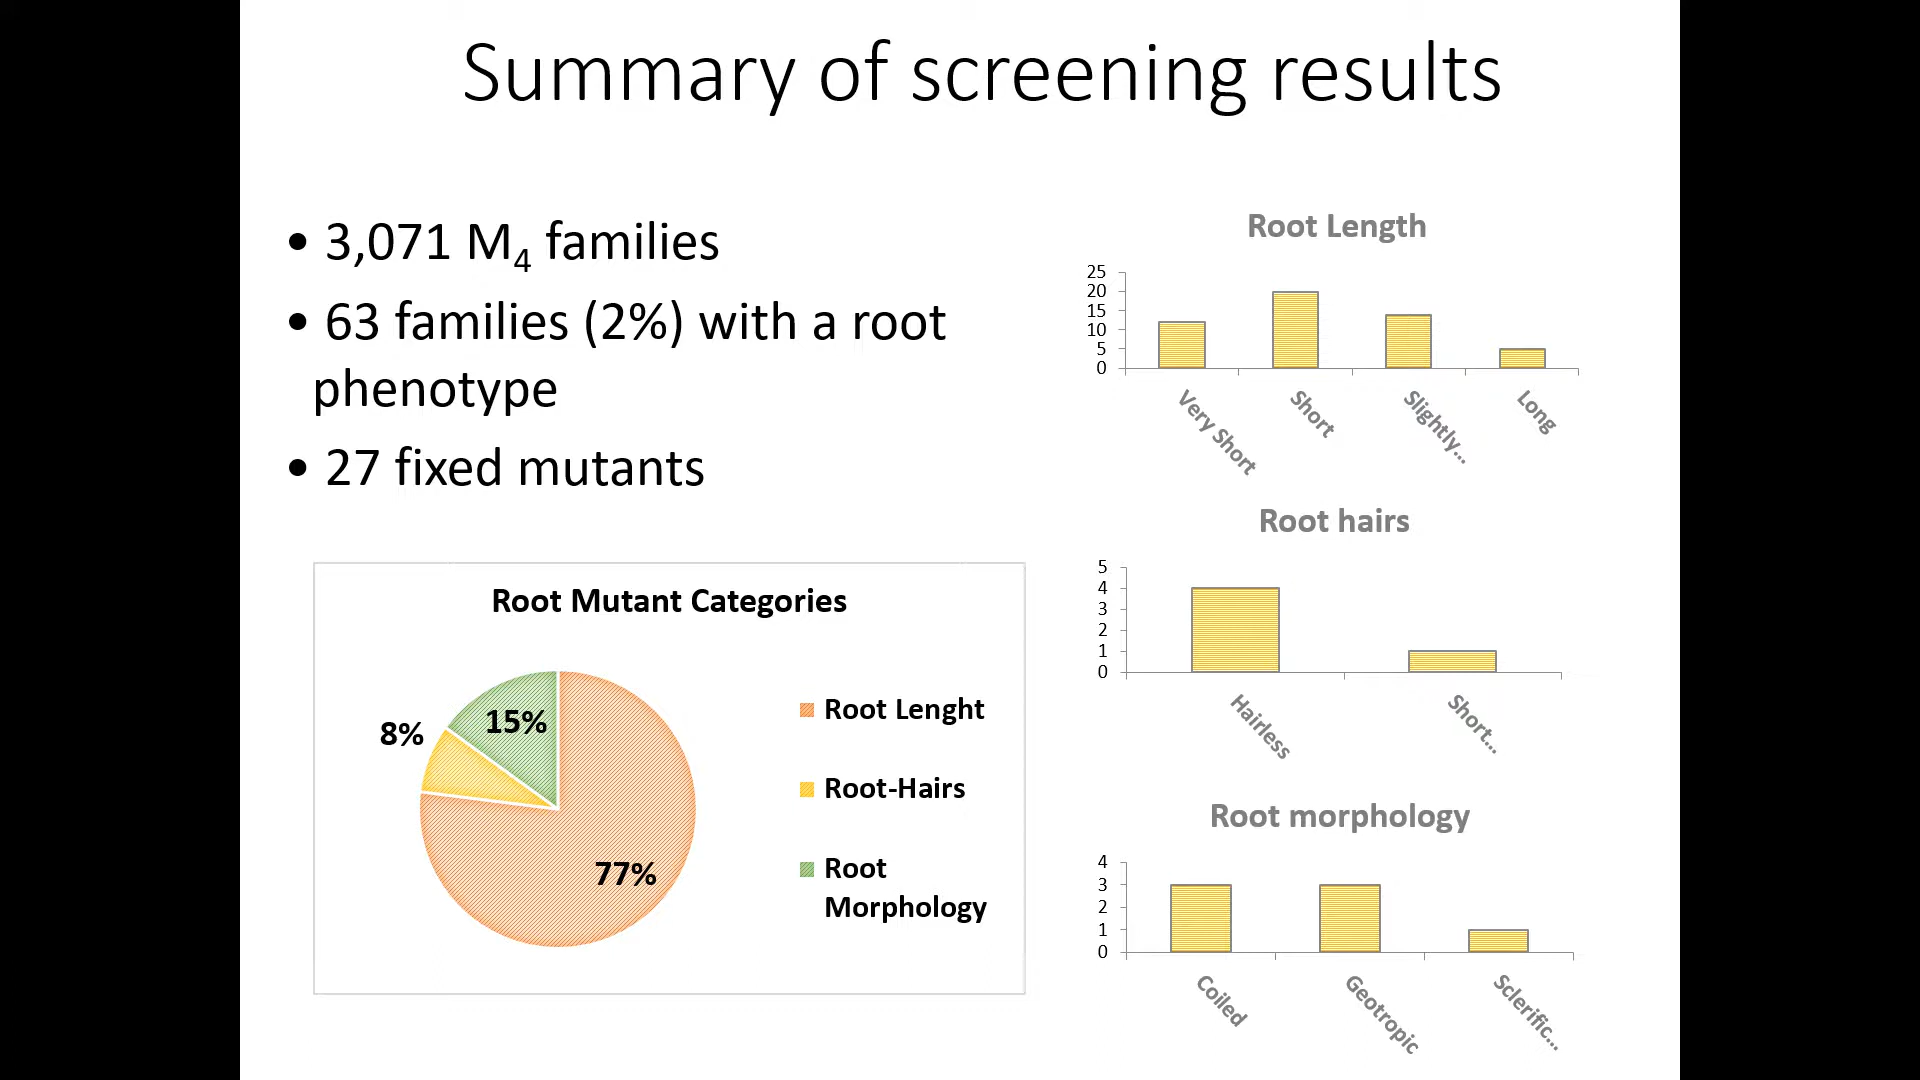 Summary of screening results
• 3,071 M₄ families
• 63 families (2%) with a root
phenotype
• 27 fixed mutants
Root Mutant Categories
15%
8%
77%
Root Lenght
Root-Hairs
Root
Morphology
Root Length
25
20
15
10
5
0
Very Short
Short
Slightly...
Long
Root hairs
5
4
3
2
1
0
Hairless
Short...
Root morphology
4
3
2
1
0
Coiled
Geotropic
Sclerific...